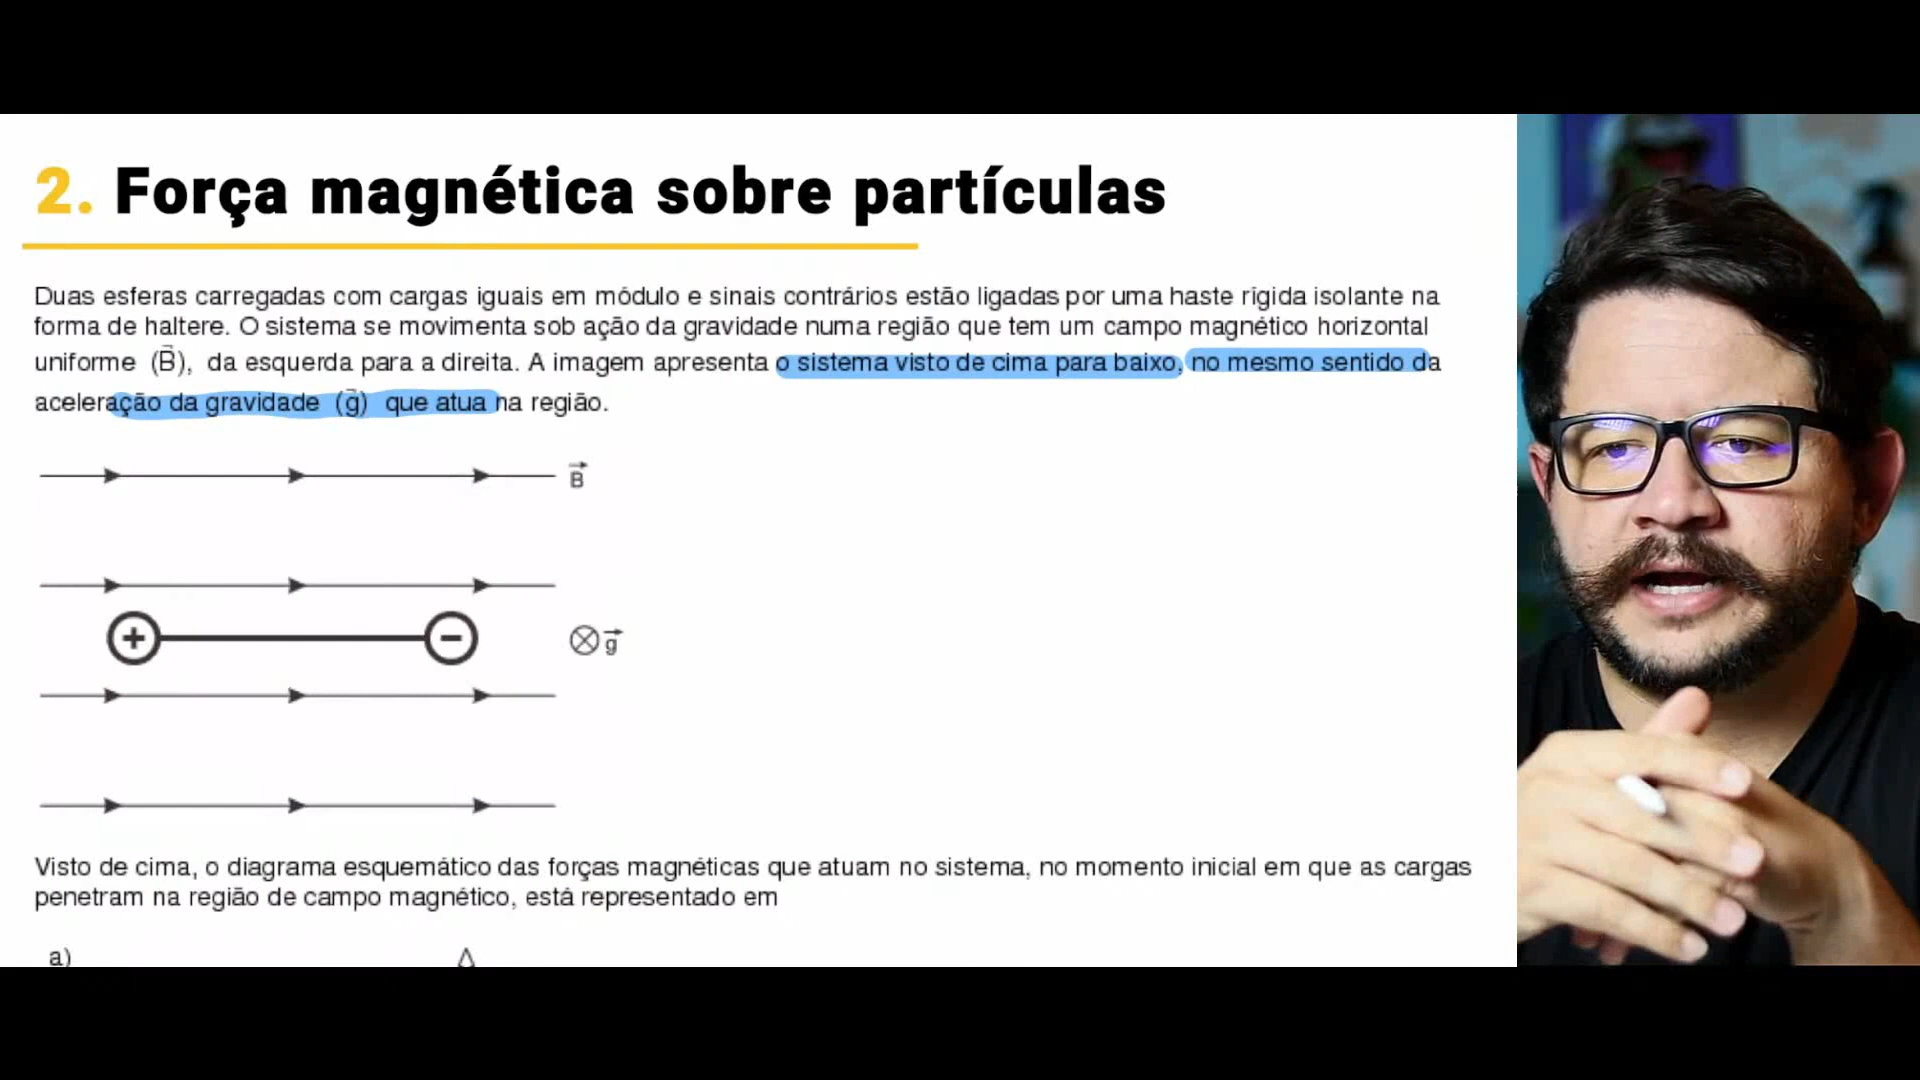 2. Força magnética sobre partículas
Duas esferas carregadas com cargas iguais em módulo e sinais contrários estão ligadas por uma haste rígida isolante na
forma de haltere. O sistema se movimenta sob ação da gravidade numa região que tem um campo magnético horizontal
uniforme (B⃗), da esquerda para a direita. A imagem apresenta o sistema visto de cima para baixo, no mesmo sentido da
aceleração da gravidade (g⃗) que atua na região.
B⃗
+ −
⊗ g⃗
Visto de cima, o diagrama esquemático das forças magnéticas que atuam no sistema, no momento inicial em que as cargas
penetram na região de campo magnético, está representado em
a)